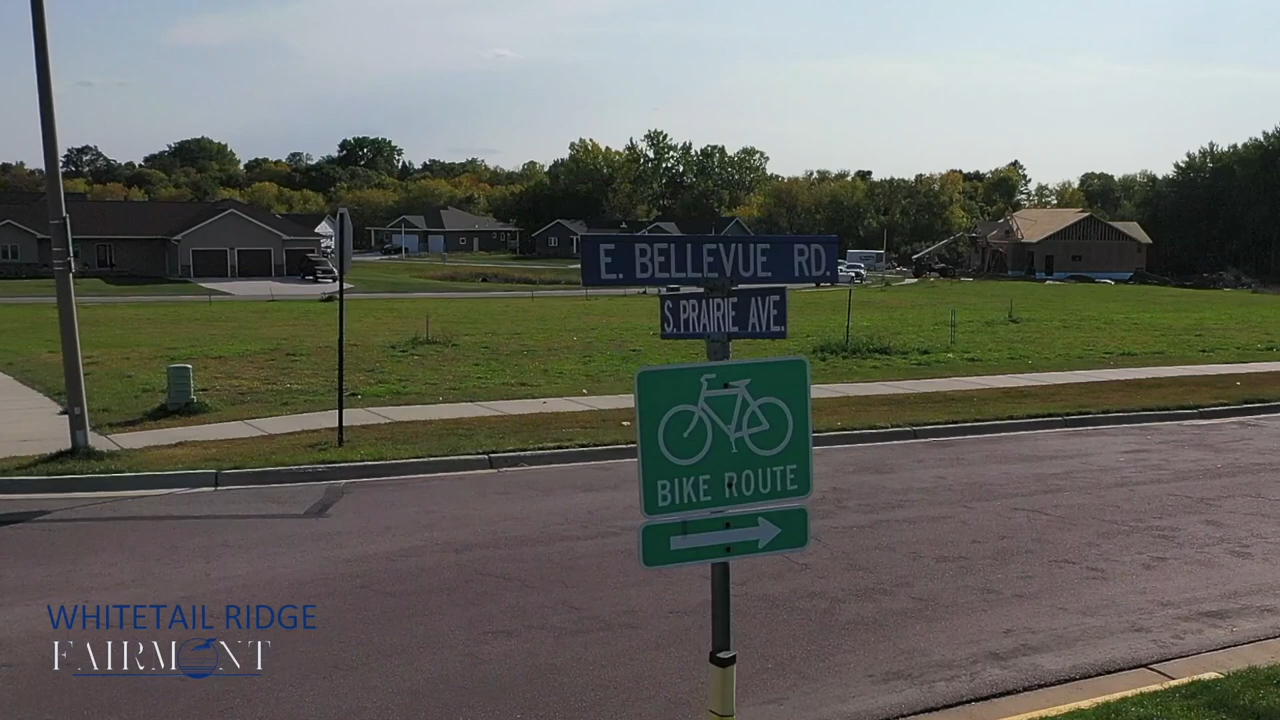 E. BELLEVUE RD.
S. PRAIRIE AVE.
BIKE ROUTE
WHITETAIL RIDGE
FAIRMONT